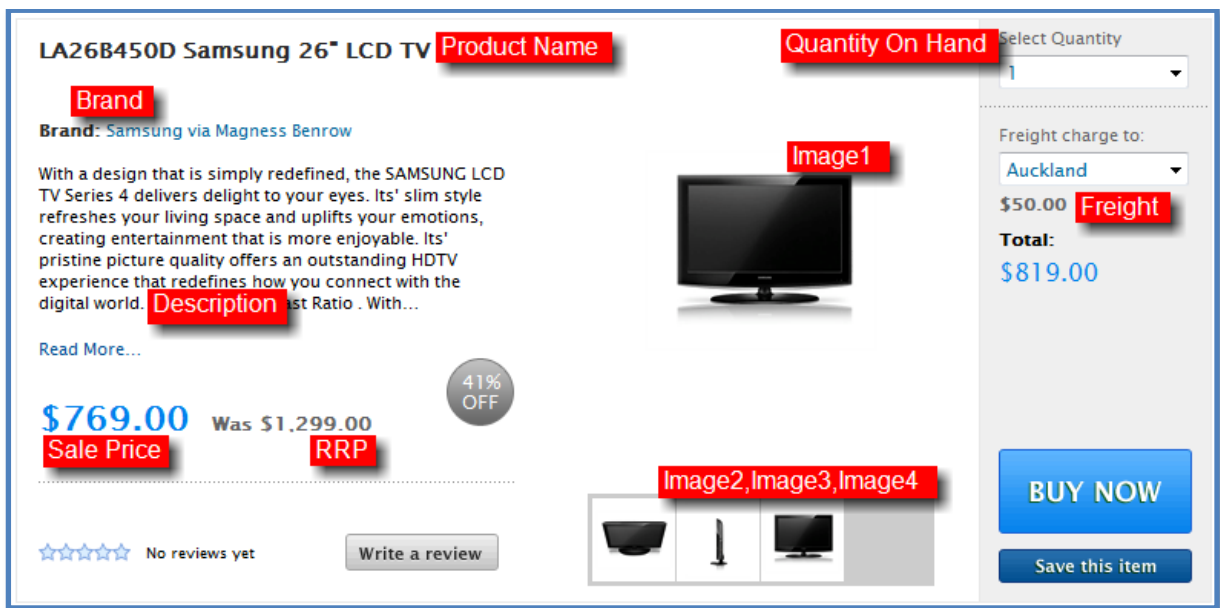 LA26B450D Samsung 26" LCD TV
Product Name
Brand
Brand: Samsung via Magness Benrow
With a design that is simply redefined, the SAMSUNG LCD
TV Series 4 delivers delight to your eyes. Its' slim style
refreshes your living space and uplifts your emotions,
creating entertainment that is more enjoyable. Its'
pristine picture quality offers an outstanding HDTV
experience that redefines how you connect with the
digital world. Description Ratio . With...
Read More...
41%
OFF
$769.00 Was $1,299.00
Sale Price
RRP
No reviews yet
Write a review
Image1
Image2,Image3,Image4
Quantity On Hand
Select Quantity
1
Freight charge to:
Auckland
$50.00 Freight
Total:
$819.00
BUY NOW
Save this item